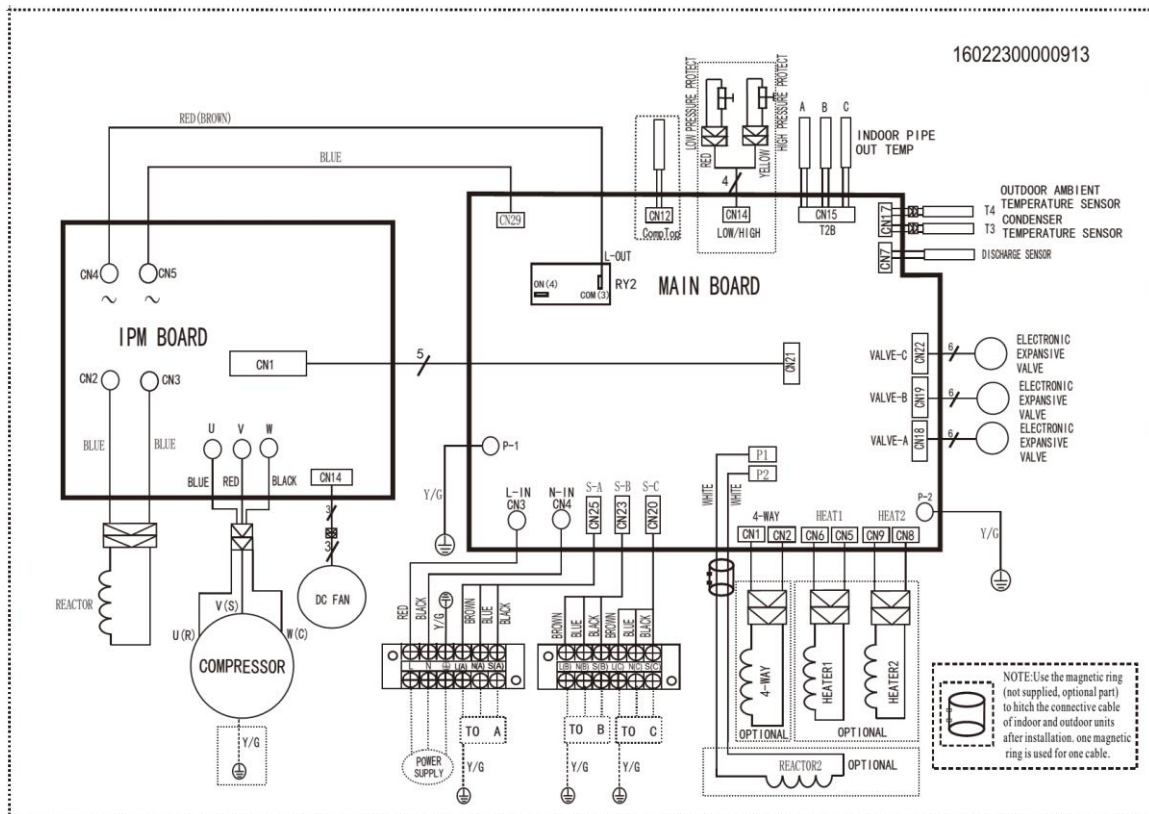 16022300000913
RED(BROWN)
BLUE
LOW PRESSURE PROTECT
HIGH PRESSURE PROTECT
RED
YELLOW
4
A B C
INDOOR PIPE
OUT TEMP
CN29
CN12
CompTop
CN14
LOW/HIGH
CN15
T2B
CN17
T4
T3
OUTDOOR AMBIENT
TEMPERATURE SENSOR
CONDENSER
TEMPERATURE SENSOR
CN7
DISCHARGE SENSOR
CN4
CN5
~
~
IPM BOARD
L-OUT
ON(4)
COM(3)
RY2
MAIN BOARD
CN1
5
CN21
CN2
CN3
BLUE
BLUE
U V W
BLUE
RED
BLACK
CN14
3
3
DC FAN
REACTOR
V(S)
U(R)
W(C)
COMPRESSOR
Y/G
VALVE-C
CN22
6
ELECTRONIC
EXPANSIVE
VALVE
VALVE-B
CN19
6
ELECTRONIC
EXPANSIVE
VALVE
VALVE-A
CN18
6
ELECTRONIC
EXPANSIVE
VALVE
P-1
Y/G
P1
P2
WHITE
WHITE
P-2
Y/G
L-IN
CN3
N-IN
CN4
S-A
CN25
S-B
CN23
S-C
CN20
4-WAY
CN1
CN2
HEAT1
CN6
CN5
HEAT2
CN9
CN8
RED
BLACK
Y/G
BROWN
BLUE
BLACK
BROWN
BLUE
BLACK
BROWN
BLUE
BLACK
L N L(A) N(A) S(A)
L(B) N(B) S(B) L(C) N(C) S(C)
POWER
SUPPLY
TO A
Y/G
TO B
Y/G
TO C
Y/G
4-WAY
OPTIONAL
HEATER1
HEATER2
OPTIONAL
REACTOR2
OPTIONAL
NOTE:Use the magnetic ring
(not supplied, optional part)
to hitch the connective cable
of indoor and outdoor units
after installation. one magnetic
ring is used for one cable.